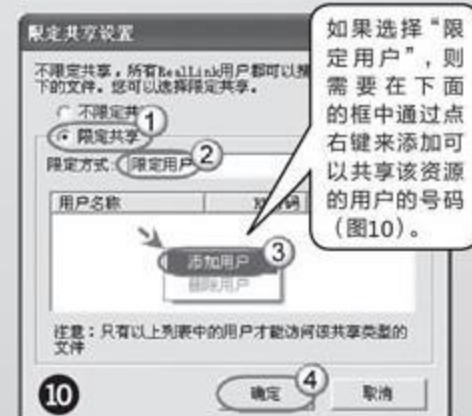 限定共享设置
不限定共享，所有RealLink用户都可以
下的文件。您可以选择限定共享。
不限定共
限定共享
1
限定方式：限定用户
2
用户名称
添加用户
3
删除用户
注意：只有以上列表中的用户才能访问该共享类型的
文件
10
确定
4
取消
如果选择“限
定用户”，则
需要在下面
的框中通过点
右键来添加可
以共享该资源
的用户的号码
（图10）。